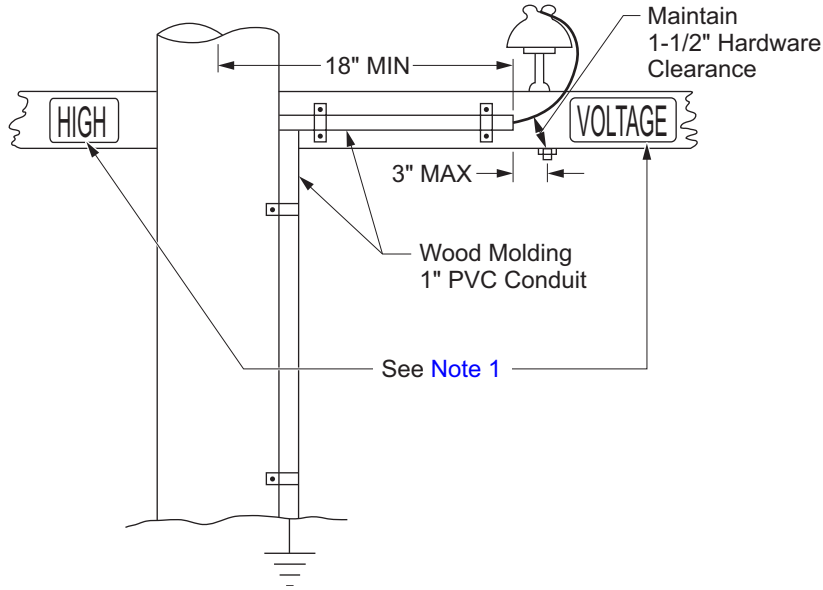 Maintain
1-1/2" Hardware
Clearance
18" MIN
HIGH
VOLTAGE
3" MAX
Wood Molding
1" PVC Conduit
See Note 1